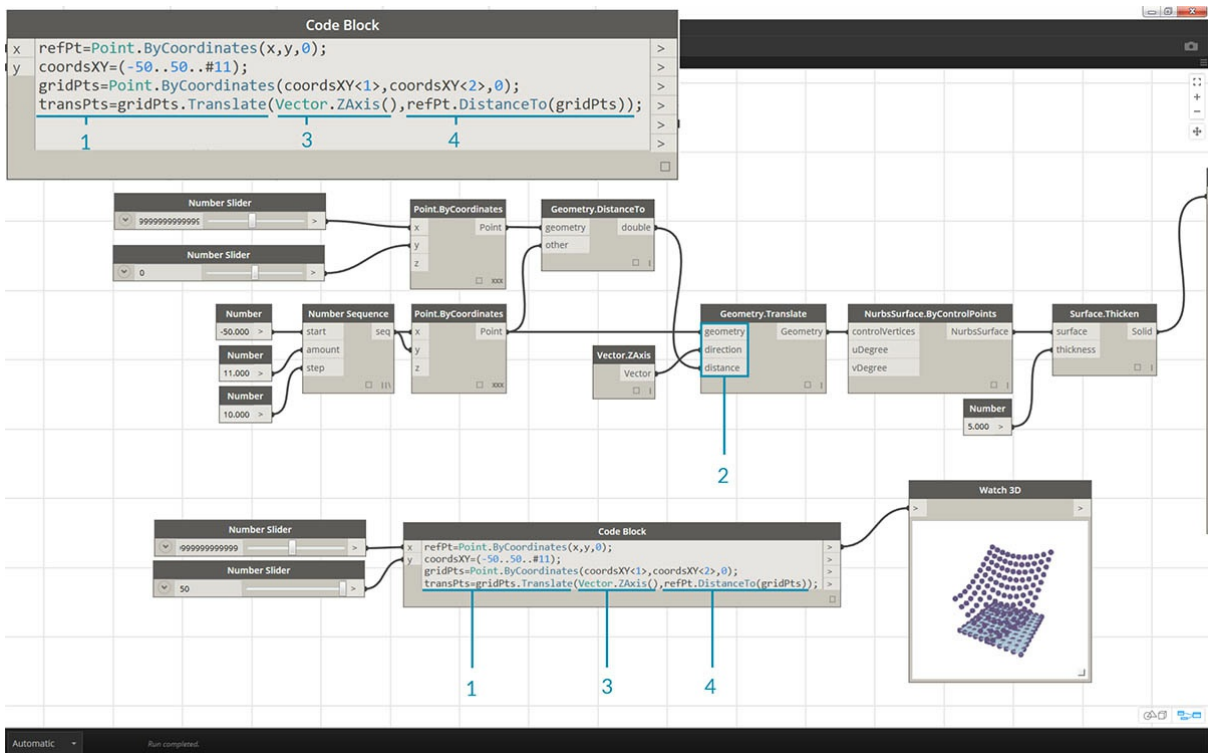 Code Block
x refPt=Point.ByCoordinates(x,y,0); >
y coordsXY=(-50..50..#11); >
gridPts=Point.ByCoordinates(coordsXY<1>,coordsXY<2>,0); >
transPts=gridPts.Translate(Vector.ZAxis(),refPt.DistanceTo(gridPts)); >
>
1 3 4
>
Number Slider
99999999999999 >
Number Slider
0 >
Point.ByCoordinates
x Point
y
z
xxx
Geometry.DistanceTo
geometry double
other
Number
-50.000 >
Number
11.000 >
Number
10.000 >
Number Sequence
start seq
amount
step
Point.ByCoordinates
x Point
y
z
xxx
Vector.ZAxis
Vector
Geometry.Translate
geometry Geometry
direction
distance
2
NurbsSurface.ByControlPoints
controlVertices NurbsSurface
uDegree
vDegree
Number
5.000 >
Surface.Thicken
surface Solid
thickness
Number Slider
999999999999 >
Number Slider
50 >
Code Block
x refPt=Point.ByCoordinates(x,y,0); >
y coordsXY=(-50..50..#11); >
gridPts=Point.ByCoordinates(coordsXY<1>,coordsXY<2>,0); >
transPts=gridPts.Translate(Vector.ZAxis(),refPt.DistanceTo(gridPts)); >
1 3 4
Watch 3D
> >
Automatic
Run completed.